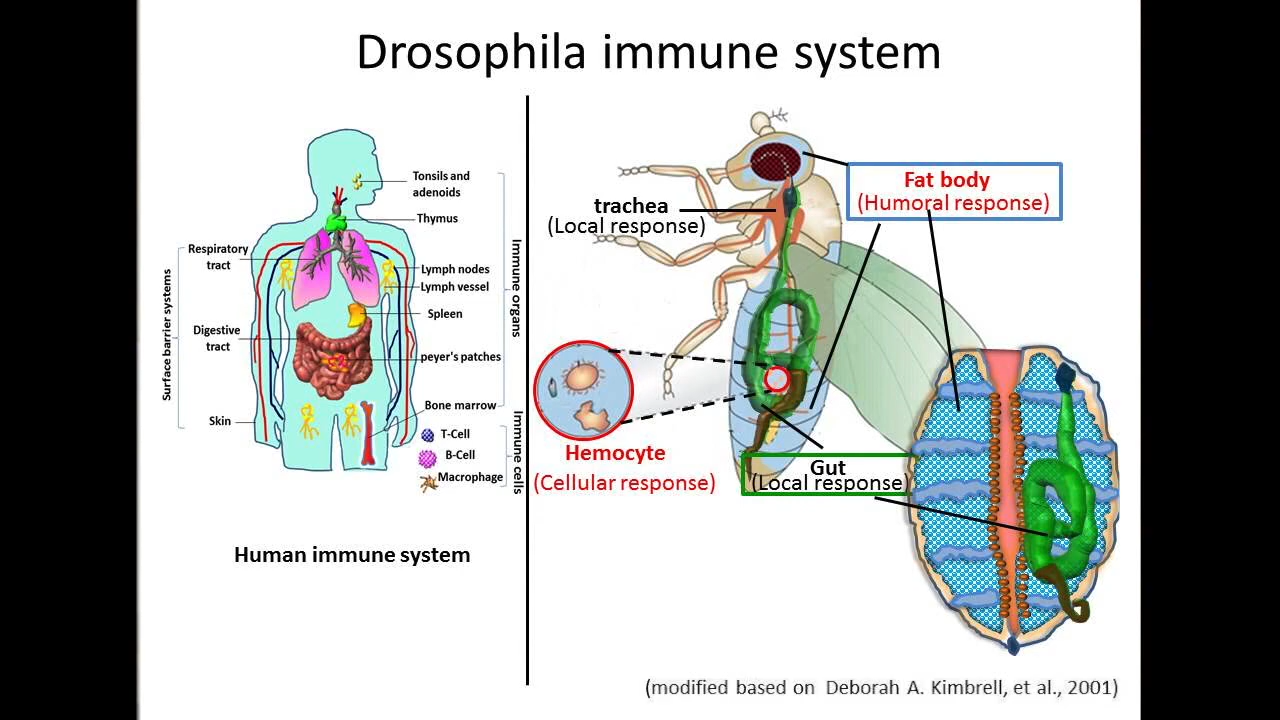 Drosophila immune system
Tonsils and
adenoids
Thymus
Respiratory
tract
Lymph nodes
Lymph vessel
Spleen
Digestive
tract
peyer's patches
Bone marrow
Skin
T-Cell
B-Cell
Macrophage
Surface barrier systems
Immune organs
Immune cells
Human immune system
trachea
(Local response)
Fat body
(Humoral response)
Hemocyte
(Cellular response)
Gut
(Local response)
(modified based on Deborah A. Kimbrell, et al., 2001)